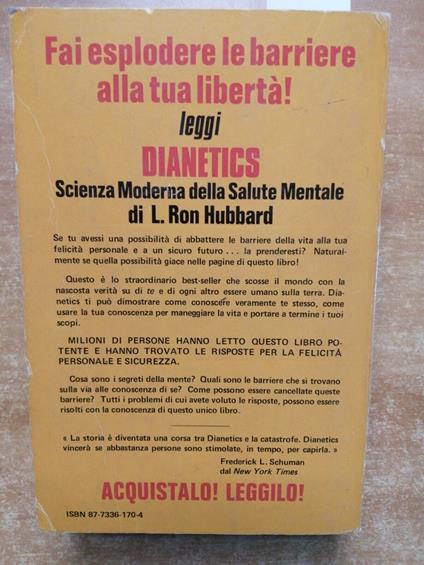 Fai esplodere le barriere
alla tua libertà!
leggi
DIANETICS
Scienza Moderna della Salute Mentale
di L. Ron Hubbard
Se tu avessi una possibilità di abbattere le barriere della vita alla tua
felicità personale e a un sicuro futuro . . . la prenderesti? Natural-
mente se quella possibilità giace nelle pagine di questo libro!
Questo è lo straordinario best-seller che scosse il mondo con la
nascosta verità su di te e di ogni altro essere umano sulla terra. Dia-
netics ti può dimostrare come conoscere veramente te stesso, come
usare la tua conoscenza per maneggiare la vita e portare a termine i tuoi
scopi.
MILIONI DI PERSONE HANNO LETTO QUESTO LIBRO PO-
TENTE E HANNO TROVATO LE RISPOSTE PER LA FELICITÀ
PERSONALE E SICUREZZA.
Cosa sono i segreti della mente? Quali sono le barriere che si trovano
sulla via alle conoscenza di se? Come possono essere cancellate queste
barriere? Tutti i problemi di cui avete voluto le risposte, possono essere
risolti con la conoscenza di questo unico libro.
« La storia è diventata una corsa tra Dianetics e la catastrofe. Dianetics
vincerà se abbastanza persone sono stimolate, in tempo, per capirla. »
Frederick L. Schuman
dal New York Times
ACQUISTALO! LEGGILO!
ISBN 87-7336-170-4